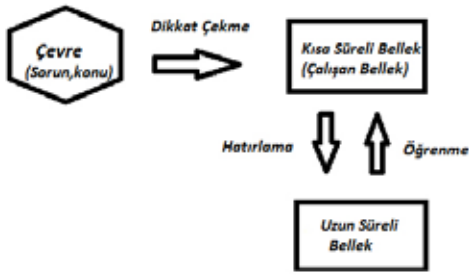 Dikkat Çekme
Çevre
(Sorun,konu)
Kısa Süreli Bellek
(Çalışan Bellek)
Hatırlama
Öğrenme
Uzun Süreli
Bellek